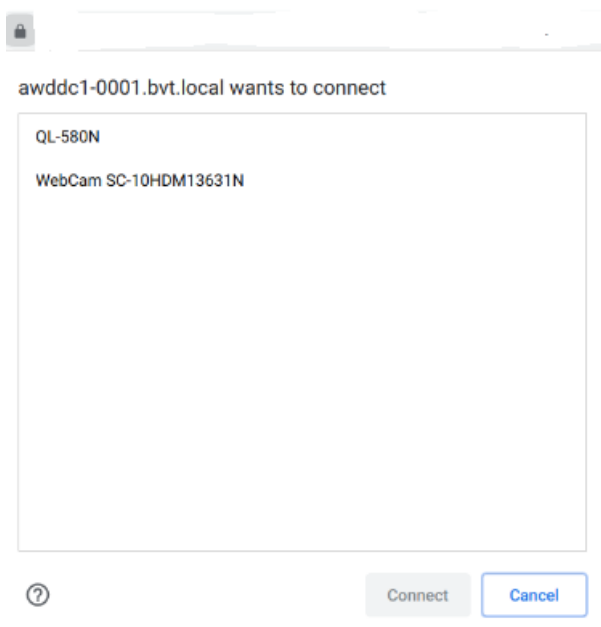 awddc1-0001.bvt.local wants to connect
QL-580N
WebCam SC-10HDM13631N
Connect
Cancel